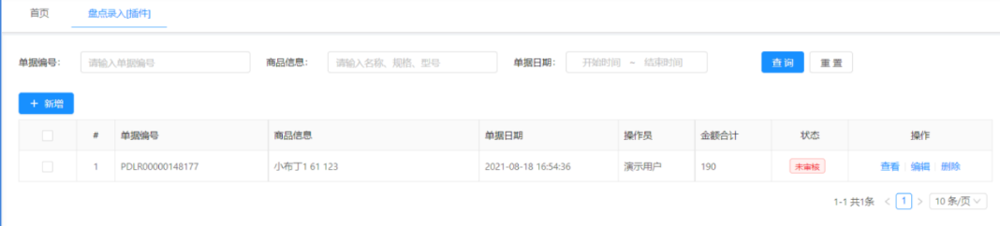 首页 盘点录入[插件]
单据编号： 请输入单据编号 商品信息： 请输入名称、规格、型号 单据日期： 开始时间 ~ 结束时间 查询 重置
+ 新增
# 单据编号 商品信息 单据日期 操作员 金额合计 状态 操作
1 PDLR00000148177 小布丁1 61 123 2021-08-18 16:54:36 演示用户 190 未审核 查看 编辑 删除
1-1 共1条 < 1 > 10 条/页